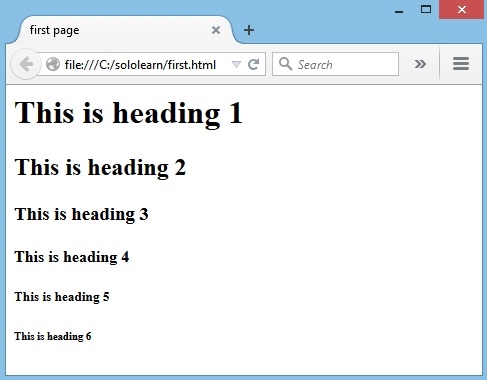 first page
file:///C:/sololearn/first.html
Search
This is heading 1
This is heading 2
This is heading 3
This is heading 4
This is heading 5
This is heading 6